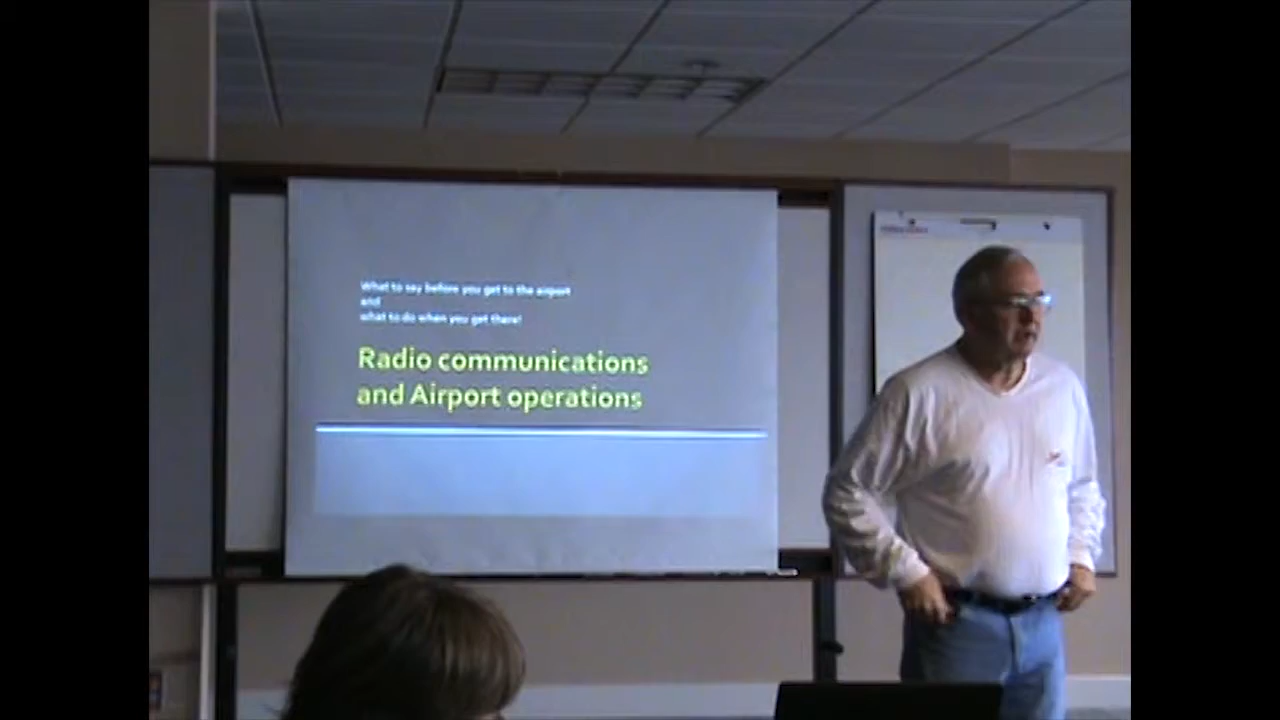 What to say before you get to the airport
and
what to do when you get there!
Radio communications
and Airport operations